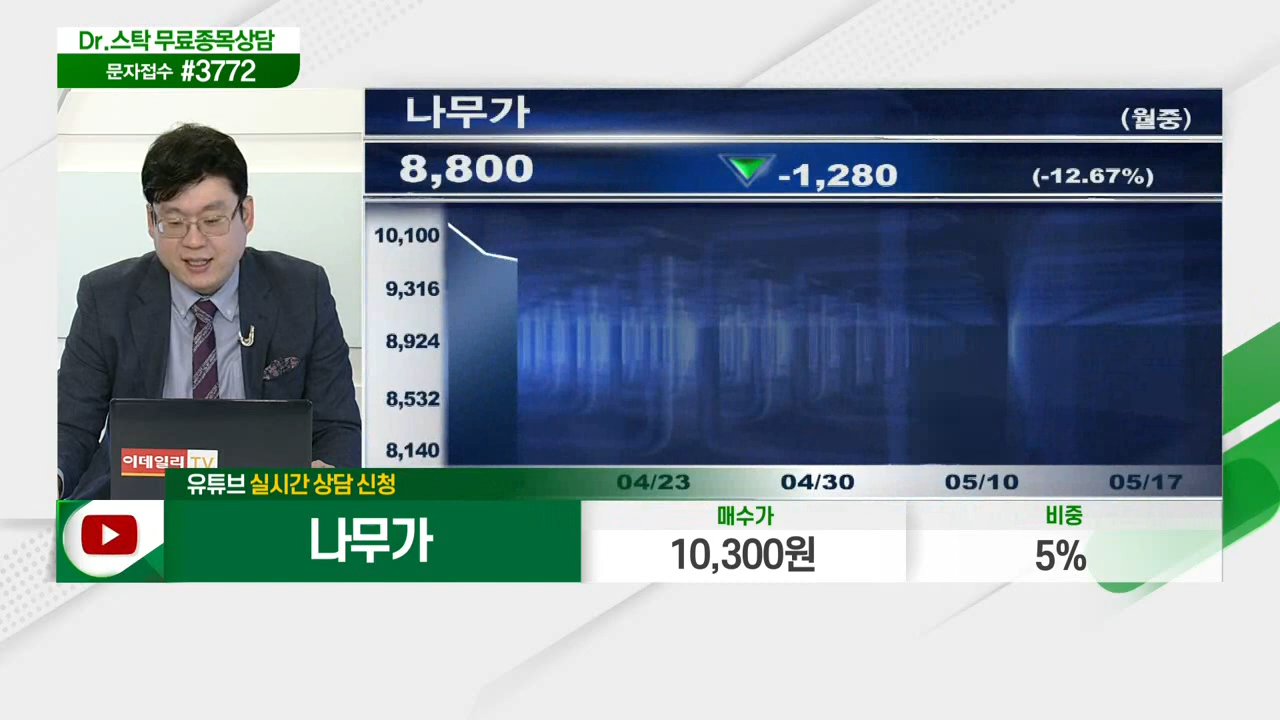 Dr.스탁 무료종목상담
문자접수 #3772
나무가 (월중)
8,800 -1,280 (-12.67%)
10,100
9,316
8,924
8,532
8,140
04/23 04/30 05/10 05/17
이데일리 TV
유튜브 실시간 상담 신청
나무가
매수가 비중
10,300원 5%